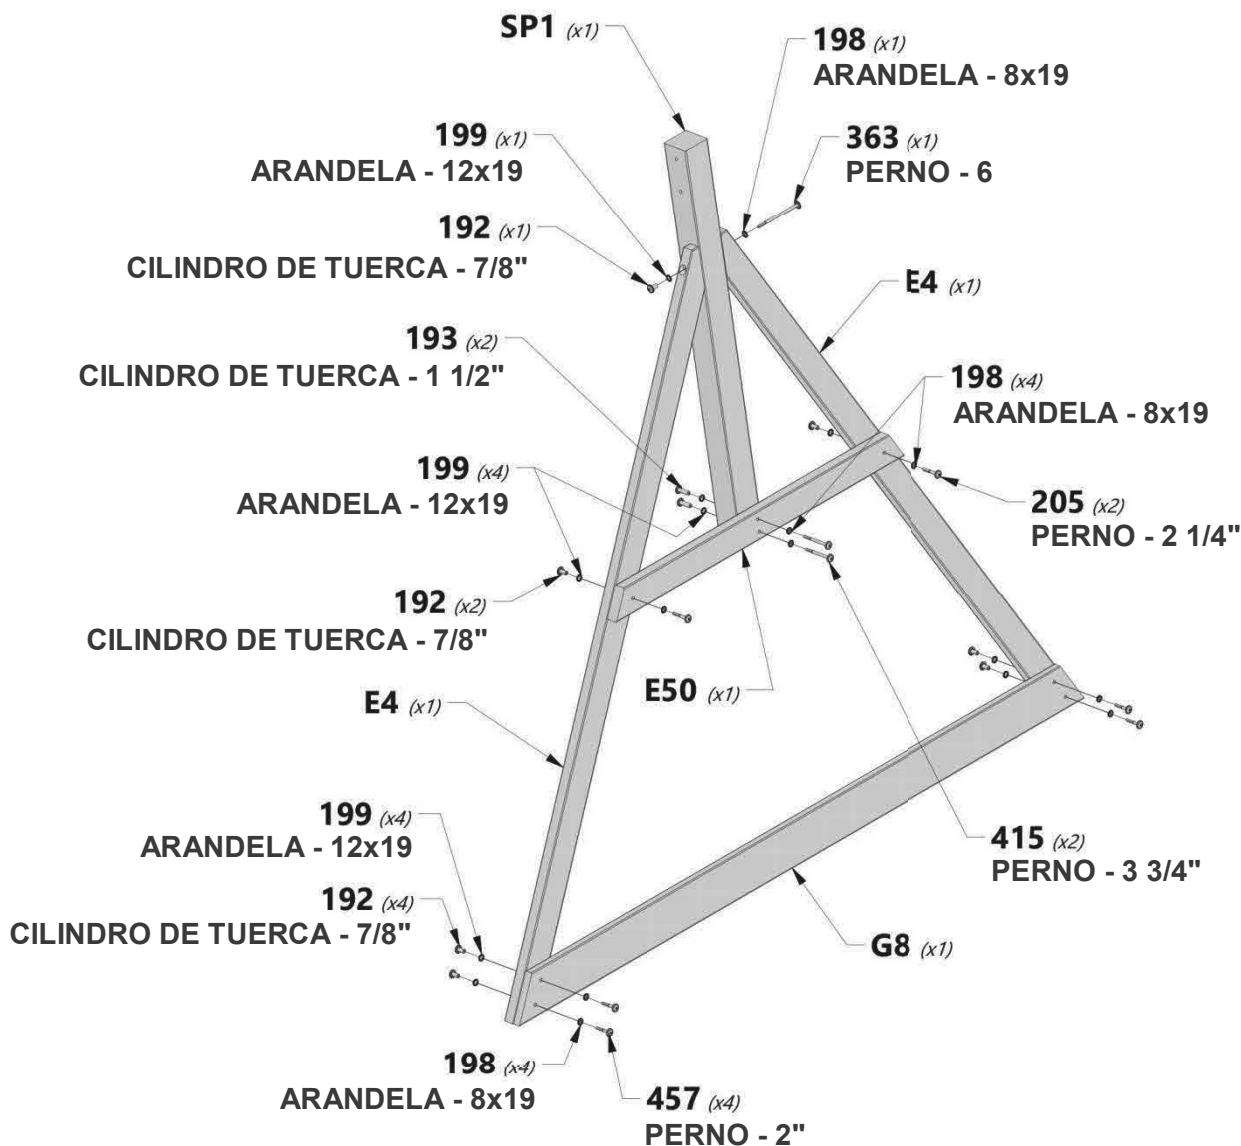 SP1 (x1)
198 (x1)
ARANDELA - 8x19
199 (x1)
ARANDELA - 12x19
363 (x1)
PERNO - 6
192 (x1)
CILINDRO DE TUERCA - 7/8"
E4 (x1)
193 (x2)
CILINDRO DE TUERCA - 1 1/2"
198 (x4)
ARANDELA - 8x19
199 (x4)
ARANDELA - 12x19
205 (x2)
PERNO - 2 1/4"
192 (x2)
CILINDRO DE TUERCA - 7/8"
E50 (x1)
E4 (x1)
199 (x4)
ARANDELA - 12x19
415 (x2)
PERNO - 3 3/4"
192 (x4)
CILINDRO DE TUERCA - 7/8"
G8 (x1)
198 (x4)
ARANDELA - 8x19
457 (x4)
PERNO - 2"